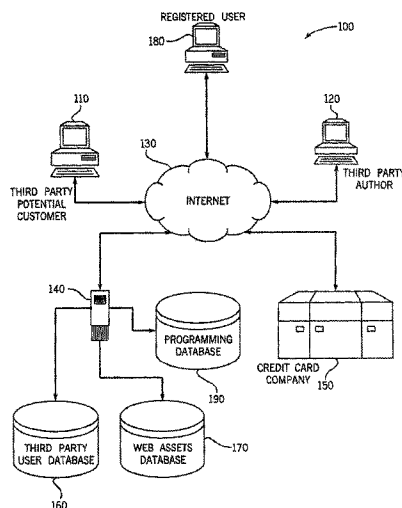 REGISTERED USER
180
100
110
120
130
THIRD PARTY
POTENTIAL
CUSTOMER
INTERNET
THIRD PARTY
AUTHOR
140
PROGRAMMING
DATABASE
190
CREDIT CARD
COMPANY
150
THIRD PARTY
USER DATABASE
160
WEB ASSETS
DATABASE
170